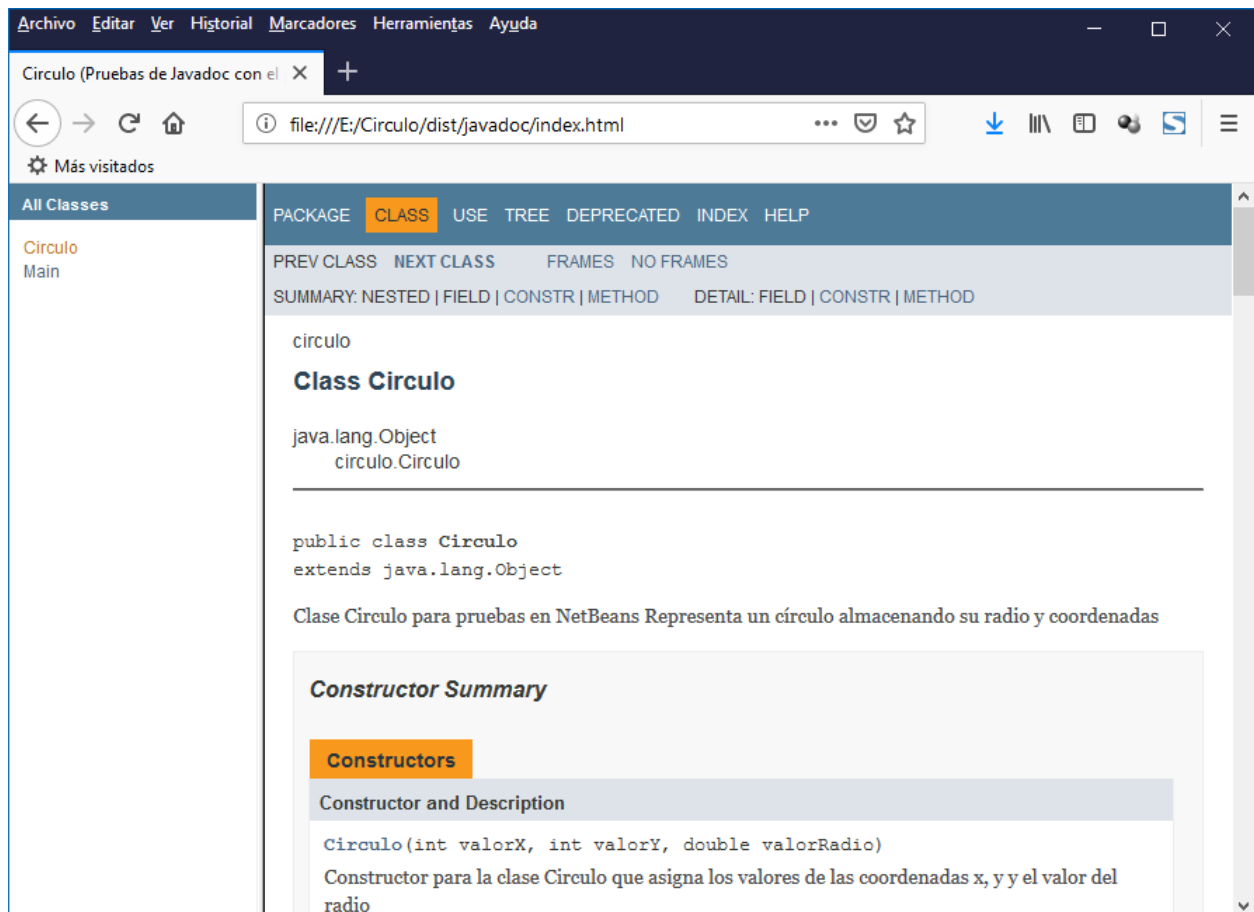 Archivo Editar Ver Historial Marcadores Herramientas Ayuda
Circulo (Pruebas de Javadoc con el
file:///E:/Circulo/dist/javadoc/index.html
Más visitados
All Classes
Circulo
Main
PACKAGE CLASS USE TREE DEPRECATED INDEX HELP
PREV CLASS NEXT CLASS FRAMES NO FRAMES
SUMMARY: NESTED | FIELD | CONSTR | METHOD DETAIL: FIELD | CONSTR | METHOD
circulo
Class Circulo
java.lang.Object
circulo.Circulo
public class Circulo
extends java.lang.Object
Clase Circulo para pruebas en NetBeans Representa un círculo almacenando su radio y coordenadas
Constructor Summary
Constructors
Constructor and Description
Circulo(int valorX, int valorY, double valorRadio)
Constructor para la clase Circulo que asigna los valores de las coordenadas x, y y el valor del
radio